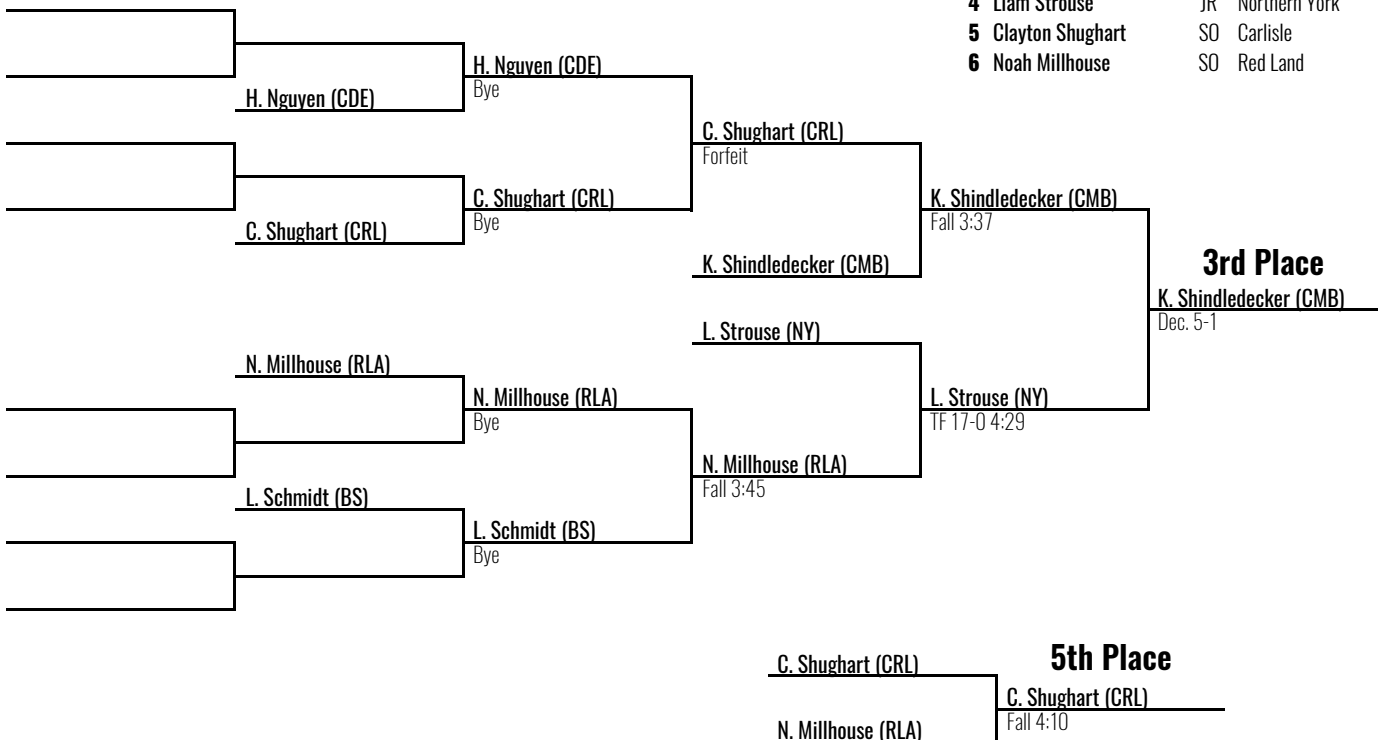 4 Liam Strouse JR Northern York
5 Clayton Shughart SO Carlisle
6 Noah Millhouse SO Red Land
H. Nguyen (CDE)
Bye
H. Nguyen (CDE)
C. Shughart (CRL)
Forfeit
C. Shughart (CRL)
Bye
K. Shindledecker (CMB)
Fall 3:37
C. Shughart (CRL)
K. Shindledecker (CMB)
3rd Place
K. Shindledecker (CMB)
Dec. 5-1
L. Strouse (NY)
N. Millhouse (RLA)
N. Millhouse (RLA)
Bye
L. Strouse (NY)
TF 17-0 4:29
N. Millhouse (RLA)
Fall 3:45
L. Schmidt (BS)
L. Schmidt (BS)
Bye
5th Place
C. Shughart (CRL)
C. Shughart (CRL)
Fall 4:10
N. Millhouse (RLA)